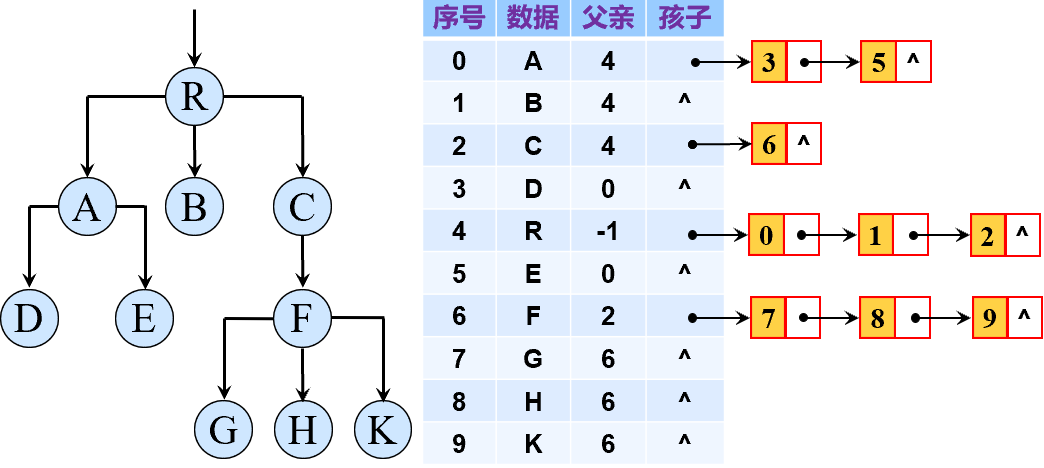 R
A B C
D E F
G H K
序号 数据 父亲 孩子
0 A 4 3 5 ^
1 B 4 ^
2 C 4 6 ^
3 D 0 ^
4 R -1 0 1 2 ^
5 E 0 ^
6 F 2 7 8 9 ^
7 G 6 ^
8 H 6 ^
9 K 6 ^